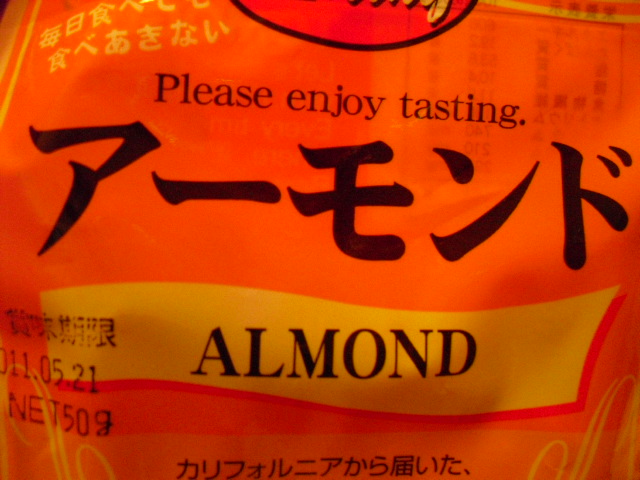 毎日食べても
食べあきない
Please enjoy tasting.
アーモンド
ALMOND
賞味期限
011.05.21
NET50g
カリフォルニアから届いた、